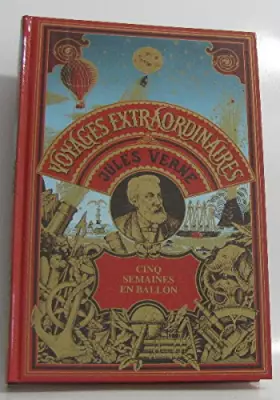 VOYAGES EXTRAORDINAIRES
JULES VERNE
CINQ
SEMAINES
EN BALLON